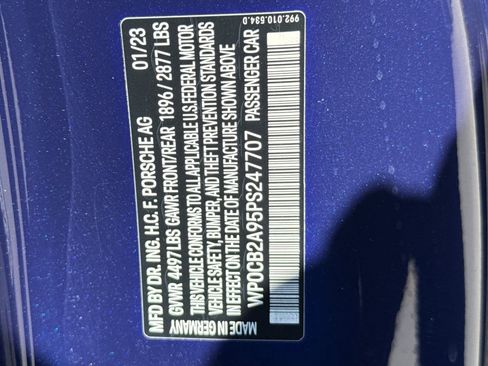 MFD BY DR. ING. H.C. F. PORSCHE AG 01/23
GVWR 4497 LBS GAWR FRONT/REAR 1896 / 2877 LBS
THIS VEHICLE CONFORMS TO ALL APPLICABLE U.S. FEDERAL MOTOR
VEHICLE SAFETY, BUMPER, AND THEFT PREVENTION STANDARDS
IN EFFECT ON THE DATE OF MANUFACTURE SHOWN ABOVE
WP0CB2A95PS247707 PASSENGER CAR
MADE IN GERMANY
992.010.534.D